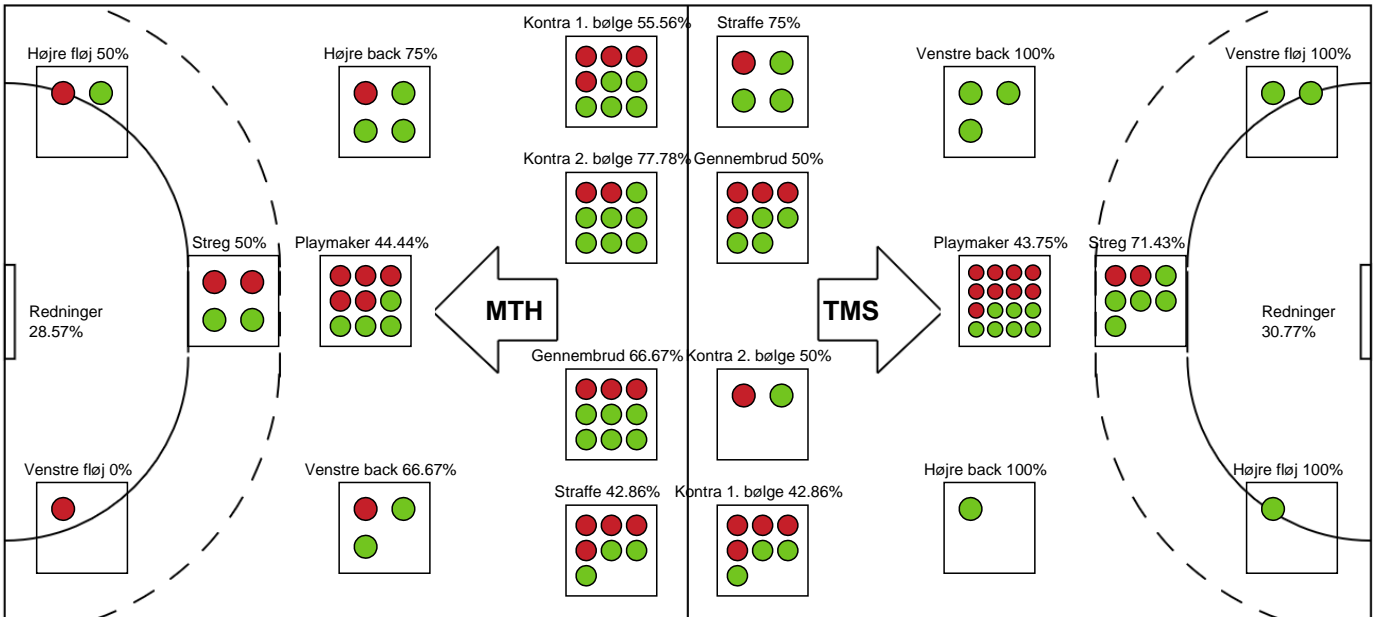 Kontra 1. bølge 55.56%
Straffe 75%
Højre fløj 50%
Højre back 75%
Venstre back 100%
Venstre fløj 100%
Kontra 2. bølge 77.78%
Gennembrud 50%
Streg 50%
Playmaker 44.44%
Playmaker 43.75%
Streg 71.43%
Redninger
28.57%
MTH
TMS
Redninger
30.77%
Gennembrud 66.67%
Kontra 2. bølge 50%
Venstre fløj 0%
Venstre back 66.67%
Højre back 100%
Højre fløj 100%
Straffe 42.86%
Kontra 1. bølge 42.86%